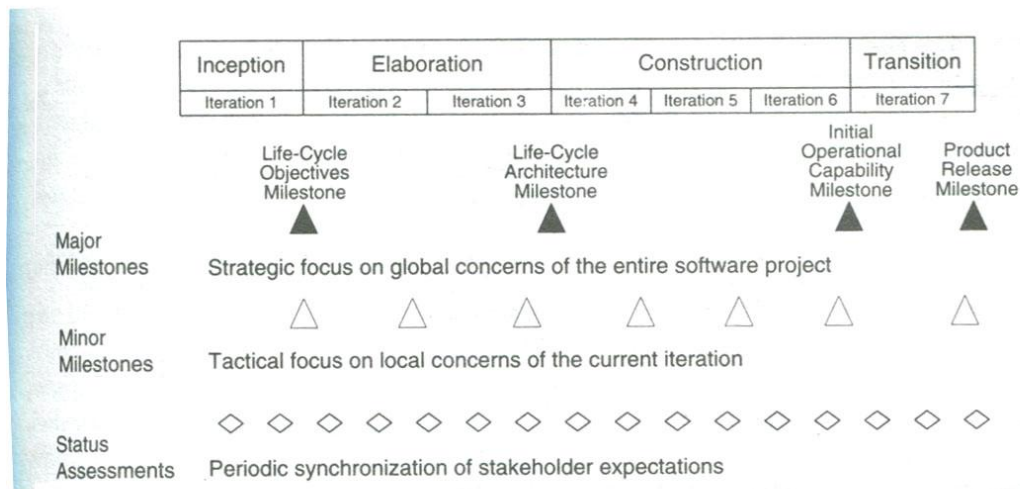 Inception Elaboration Construction Transition
Iteration 1 Iteration 2 Iteration 3 Iteration 4 Iteration 5 Iteration 6 Iteration 7
Life-Cycle
Objectives
Milestone
Life-Cycle
Architecture
Milestone
Initial
Operational
Capability
Milestone
Product
Release
Milestone
Major
Milestones
Strategic focus on global concerns of the entire software project
Minor
Milestones
Tactical focus on local concerns of the current iteration
Status
Assessments
Periodic synchronization of stakeholder expectations